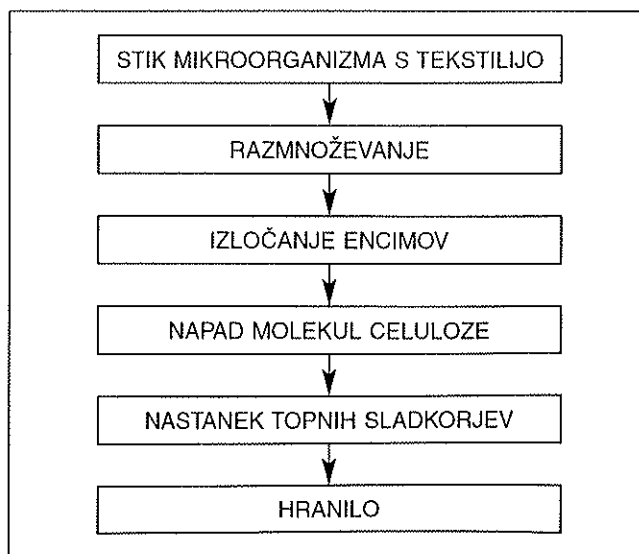 STIK MIKROORGANIZMA S TEKSTILIJO
RAZMNOŽEVANJE
IZLOČANJE ENCIMOV
NAPAD MOLEKUL CELULOZE
NASTANEK TOPNIH SLADKORJEV
HRANILO